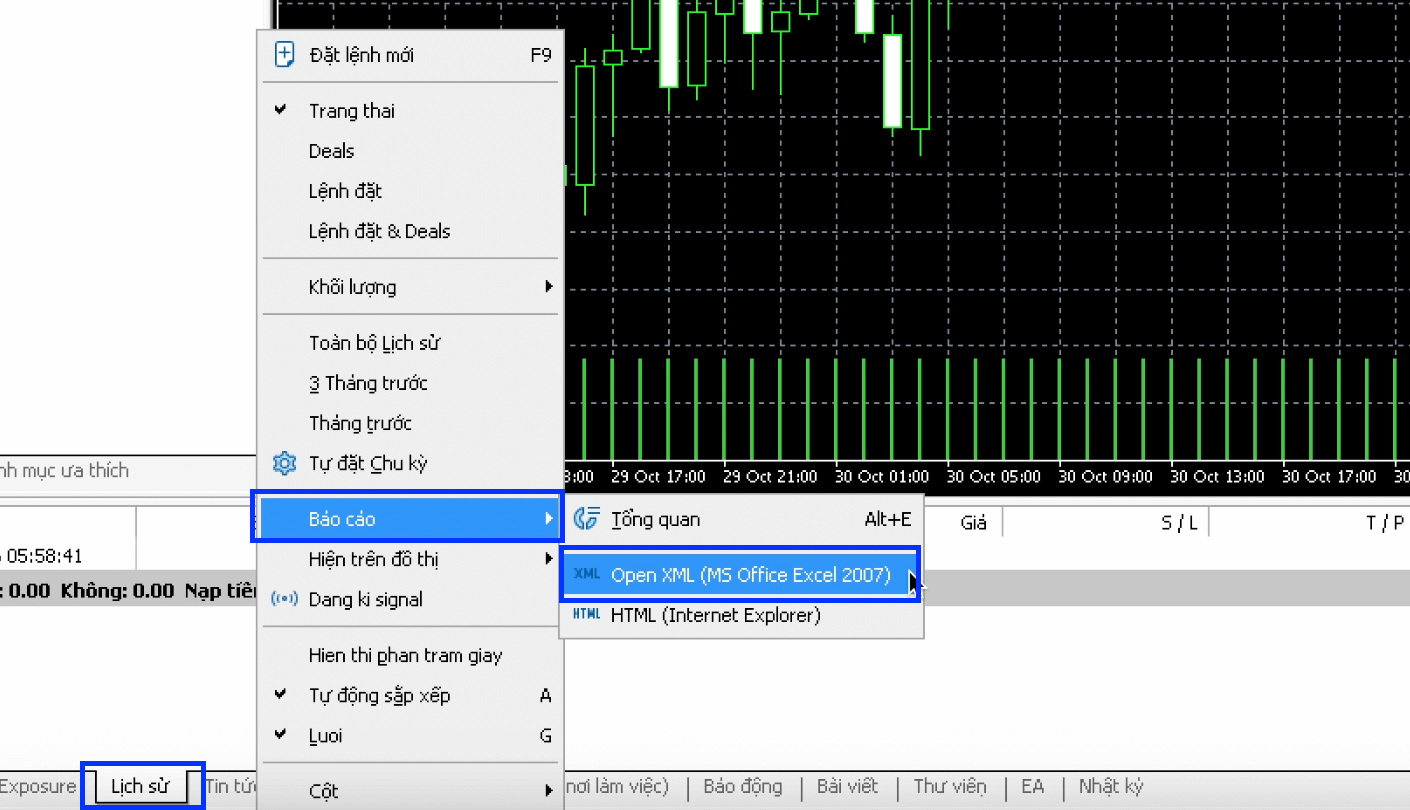 Đặt lệnh mới F9
Trang thai
Deals
Lệnh đặt
Lệnh đặt & Deals
Khối lượng
Toàn bộ Lịch sử
3 Tháng trước
Tháng trước
Tự đặt Chu kỳ
Báo cáo
Hiện trên đồ thị
Dang ki signal
Hien thi phan tram giay
Tự động sắp xếp A
Luoi G
Cột
Tổng quan Alt+E
XML Open XML (MS Office Excel 2007)
HTML HTML (Internet Explorer)
29 Oct 17:00 29 Oct 21:00 30 Oct 01:00 30 Oct 05:00 30 Oct 09:00 30 Oct 13:00 30 Oct 17:00 30
mục ưa thích
Giá S / L T / P
05:58:41
: 0.00 Không: 0.00 Nạp tiền
Exposure Lịch sử Tin tức nơi làm việc) Báo động Bài viết Thư viện EA Nhật ký